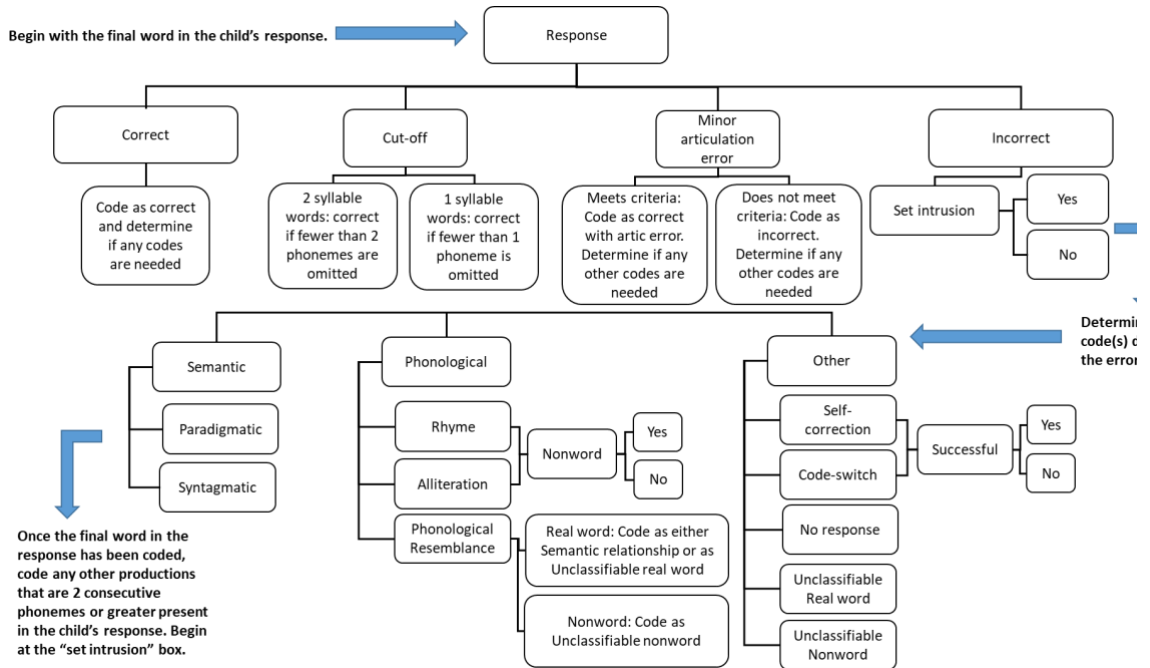 Begin with the final word in the child's response.
Response
Correct
Cut-off
Minor
articulation
error
Incorrect
Code as correct
and determine
if any codes
are needed
2 syllable
words: correct
if fewer than 2
phonemes are
omitted
1 syllable
words: correct
if fewer than 1
phoneme is
omitted
Meets criteria:
Code as correct
with artic error.
Determine if any
other codes are
needed
Does not meet
criteria: Code as
incorrect.
Determine if any
other codes are
needed
Set intrusion
Yes
No
code(s)
the error
Semantic
Paradigmatic
Syntagmatic
Phonological
Rhyme
Alliteration
Phonological
Resemblance
Nonword
Yes
No
Real word: Code as either
Semantic relationship or as
Unclassifiable real word
Nonword: Code as
Unclassifiable nonword
Other
Self-
correction
Code-switch
No response
Unclassifiable
Real word
Unclassifiable
Nonword
Successful
Yes
No
Once the final word in the
response has been coded,
code any other productions
that are 2 consecutive
phonemes or greater present
in the child's response. Begin
at the "set intrusion" box.